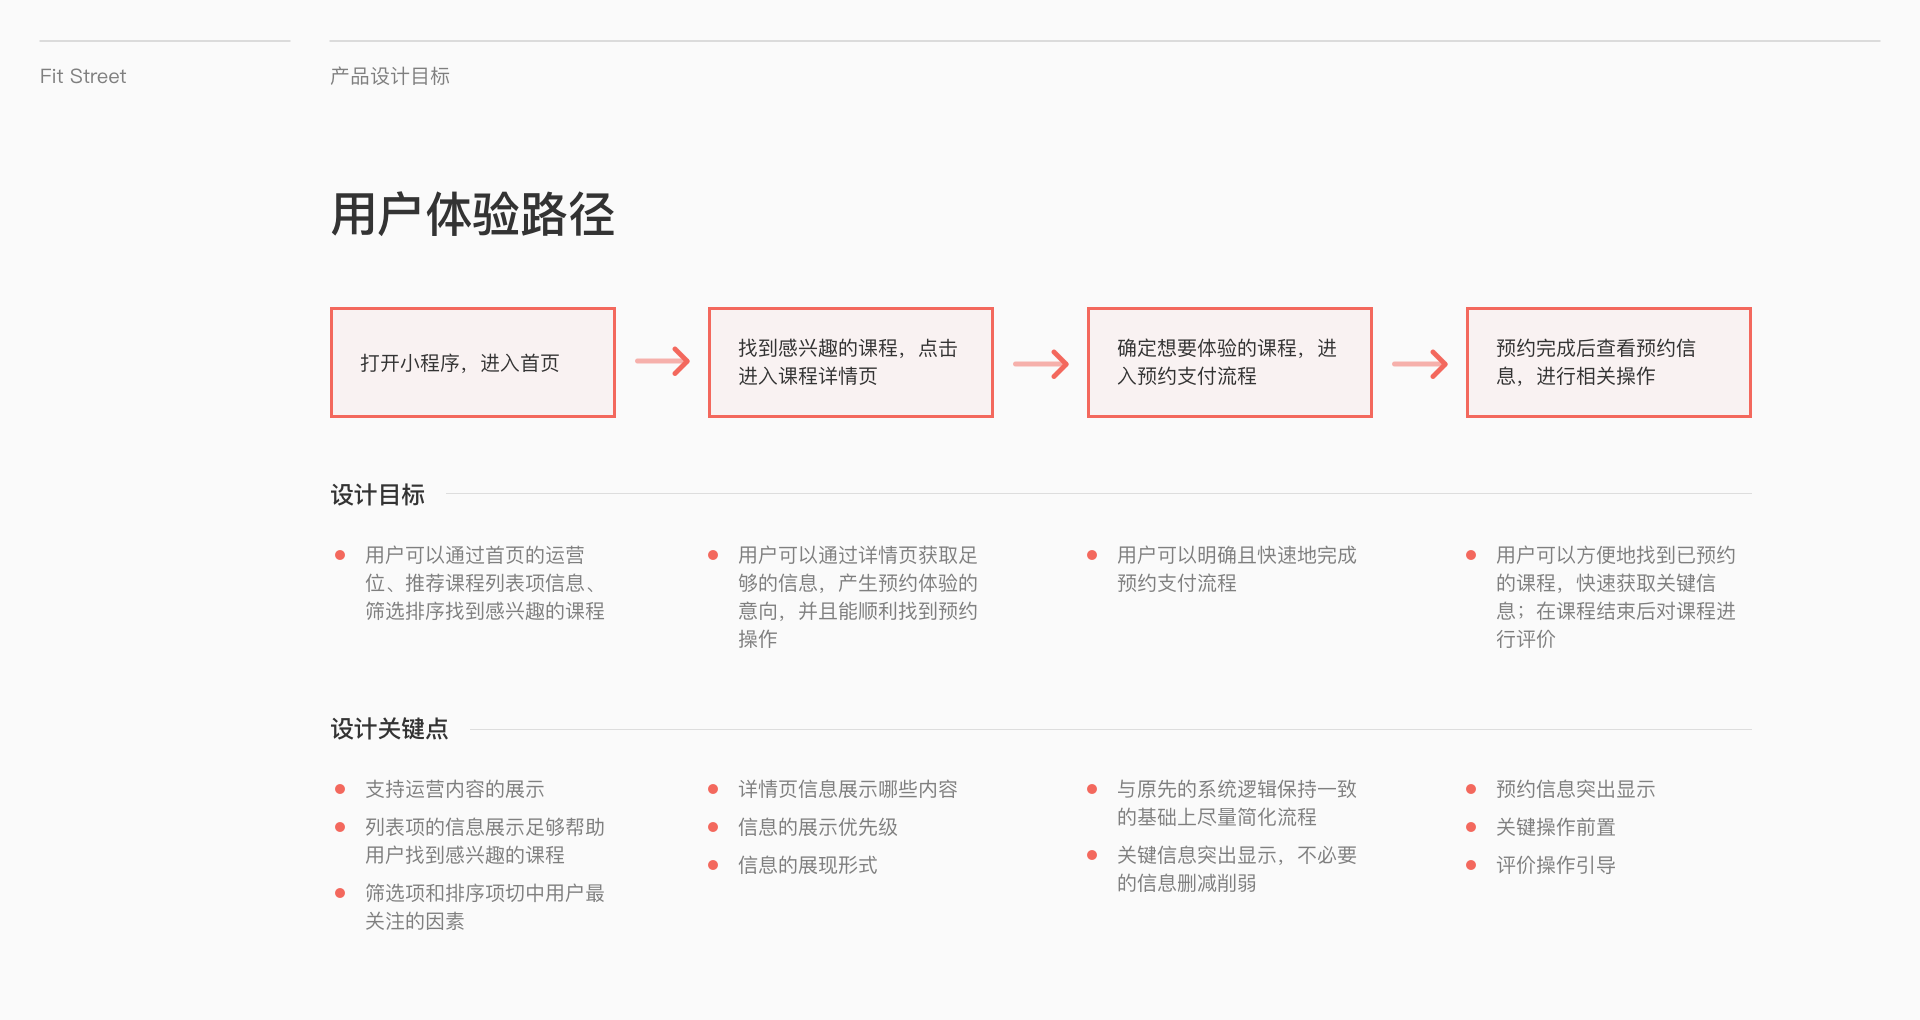 Fit Street
产品设计目标
用户体验路径
打开小程序，进入首页
找到感兴趣的课程，点击
进入课程详情页
确定想要体验的课程，进
入预约支付流程
预约完成后查看预约信
息，进行相关操作
设计目标
用户可以通过首页的运营
位、推荐课程列表项信息、
筛选排序找到感兴趣的课程
用户可以通过详情页获取足
够的信息，产生预约体验的
意向，并且能顺利找到预约
操作
用户可以明确且快速地完成
预约支付流程
用户可以方便地找到已预约
的课程，快速获取关键信
息；在课程结束后对课程进
行评价
设计关键点
支持运营内容的展示
列表项的信息展示足够帮助
用户找到感兴趣的课程
筛选项和排序项切中用户最
关注的因素
详情页信息展示哪些内容
信息的展示优先级
信息的展现形式
与原先的系统逻辑保持一致
的基础上尽量简化流程
关键信息突出显示，不必要
的信息删减削弱
预约信息突出显示
关键操作前置
评价操作引导